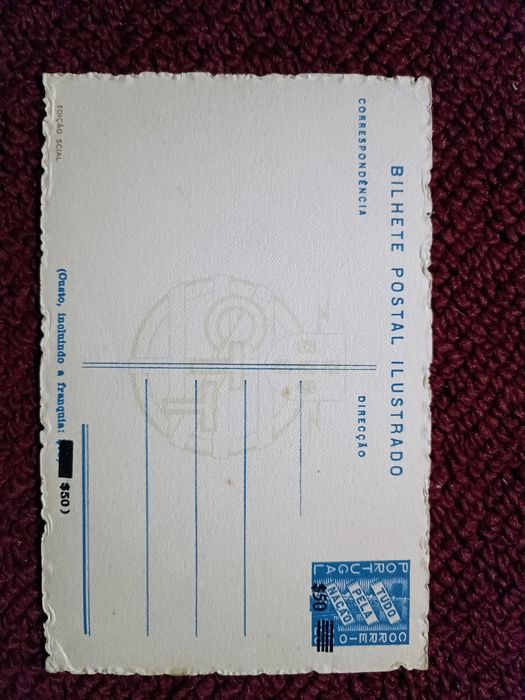 BILHETE POSTAL ILUSTRADO
CORRESPONDÊNCIA
DIRECÇÃO
PORTUGAL
TUDO
PELA
NAÇÃO
CORREIO
$50
(Custo, incluindo a franquia: $50)
EDIÇÃO SCIAL